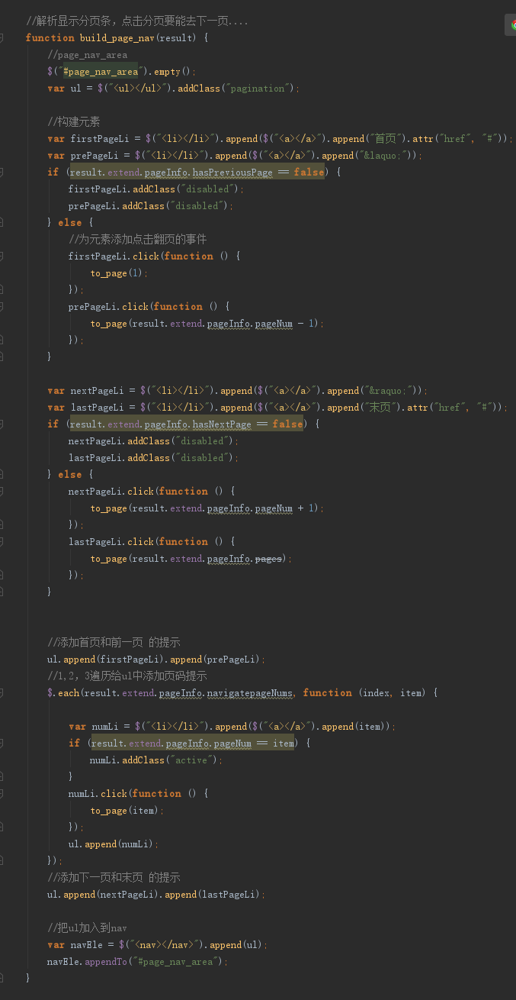 //解析显示分页条，点击分页要能去下一页....
function build_page_nav(result) {
//page_nav_area
$("#page_nav_area").empty();
var ul = $("<ul></ul>").addClass("pagination");
//构建元素
var firstPageLi = $("<li></li>").append($("<a></a>").append("首页").attr("href", "#"));
var prePageLi = $("<li></li>").append($("<a></a>").append("&laquo;"));
if (result.extend.pageInfo.hasPreviousPage == false) {
firstPageLi.addClass("disabled");
prePageLi.addClass("disabled");
} else {
//为元素添加点击翻页的事件
firstPageLi.click(function () {
to_page(1);
});
prePageLi.click(function () {
to_page(result.extend.pageInfo.pageNum - 1);
});
}
var nextPageLi = $("<li></li>").append($("<a></a>").append("&raquo;"));
var lastPageLi = $("<li></li>").append($("<a></a>").append("末页").attr("href", "#"));
if (result.extend.pageInfo.hasNextPage == false) {
nextPageLi.addClass("disabled");
lastPageLi.addClass("disabled");
} else {
nextPageLi.click(function () {
to_page(result.extend.pageInfo.pageNum + 1);
});
lastPageLi.click(function () {
to_page(result.extend.pageInfo.pages);
});
}
//添加首页和前一页 的提示
ul.append(firstPageLi).append(prePageLi);
//1,2, 3遍历给ul中添加页码提示
$.each(result.extend.pageInfo.navigatepageNums, function (index, item) {
var numLi = $("<li></li>").append($("<a></a>").append(item));
if (result.extend.pageInfo.pageNum == item) {
numLi.addClass("active");
}
numLi.click(function () {
to_page(item);
});
ul.append(numLi);
});
//添加下一页和末页 的提示
ul.append(nextPageLi).append(lastPageLi);
//把ul加入到nav
var navEle = $("<nav></nav>").append(ul);
navEle.appendTo("#page_nav_area");
}